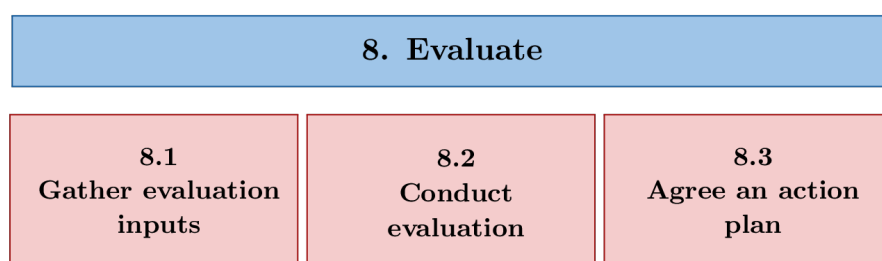 8. Evaluate
8.1
Gather evaluation
inputs
8.2
Conduct
evaluation
8.3
Agree an action
plan